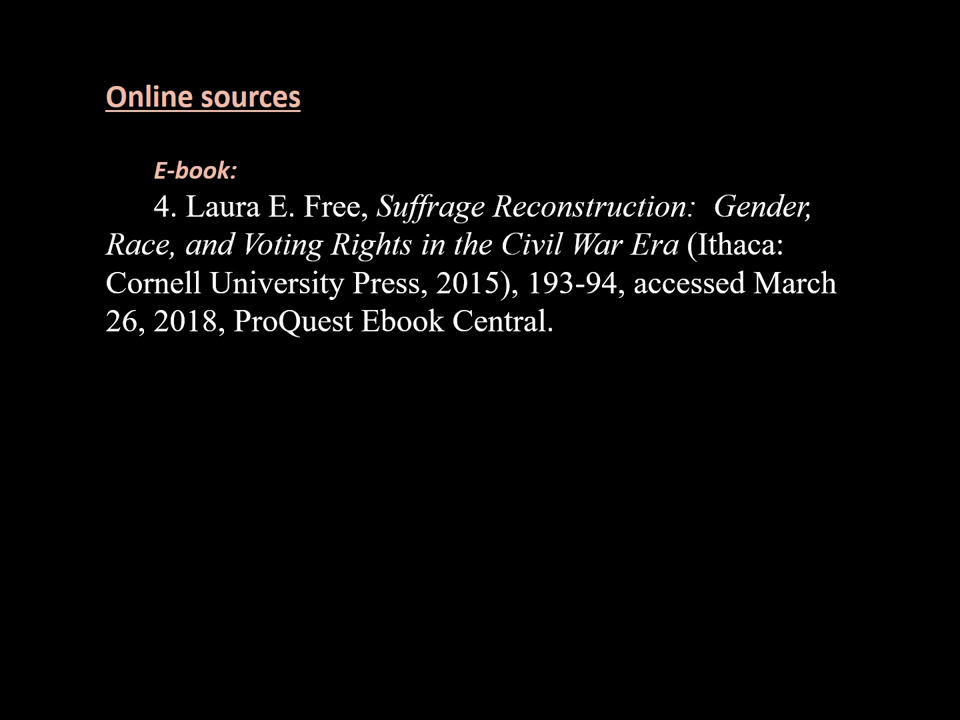 Online sources
E-book:
4. Laura E. Free, Suffrage Reconstruction:  Gender,
Race, and Voting Rights in the Civil War Era (Ithaca:
Cornell University Press, 2015), 193-94, accessed March
26, 2018, ProQuest Ebook Central.